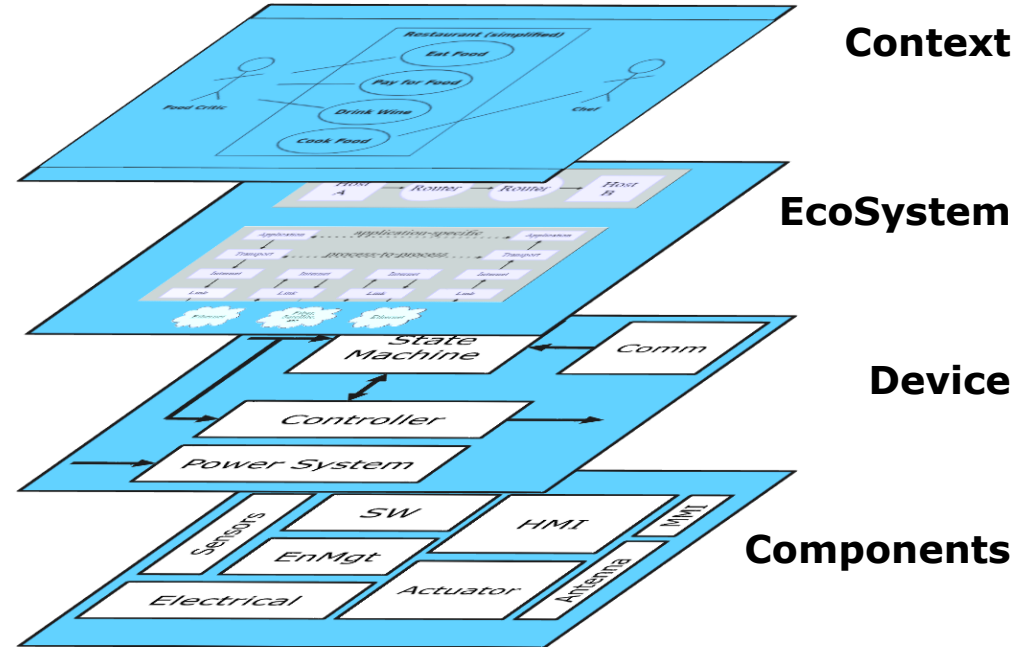 Context
Restaurant (simplified)
Eat Food
Pay for Food
Drink Wine
Cook Food
Food Critic
Chef
EcoSystem
Host
A
Router
Router
Host
B
Application
application-specific
Application
Transport
process-to-process
Transport
Internet
Internet
Internet
Internet
Link
Link
Link
Link
Ethernet
Ethernet
Device
State
Machine
Comm
Controller
Power System
Components
Sensors
SW
HMI
MMI
EnMgt
Electrical
Actuator
Antenna